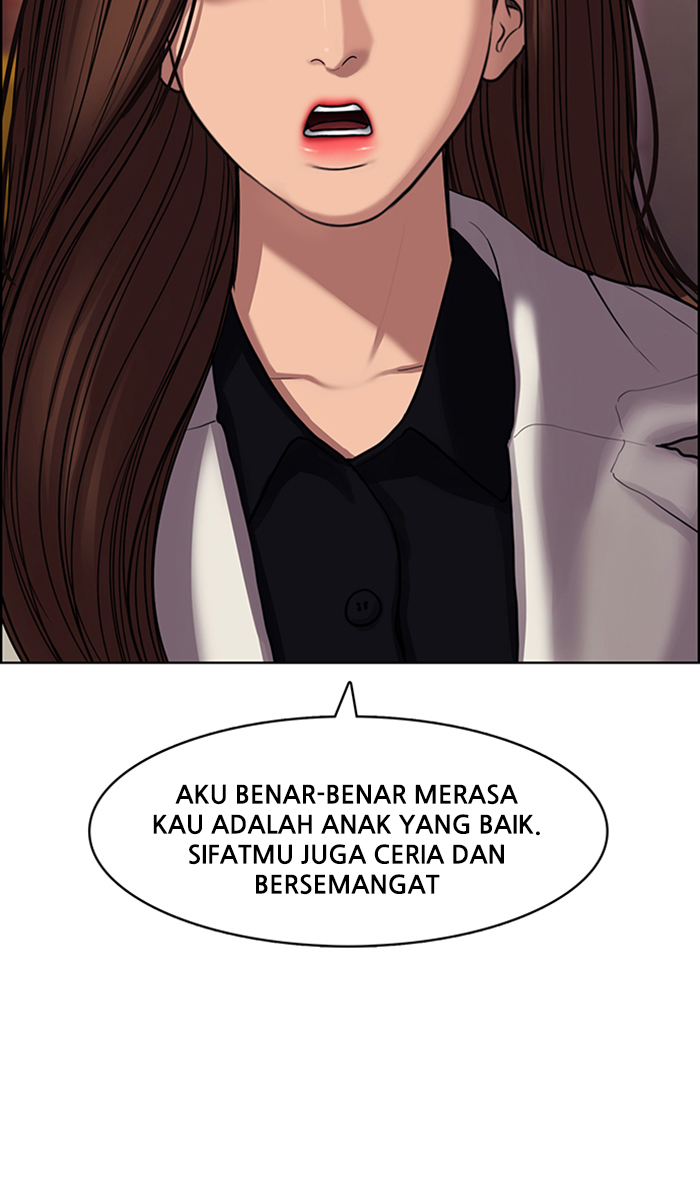 AKU BENAR-BENAR MERASA
KAU ADALAH ANAK YANG BAIK.
SIFATMU JUGA CERIA DAN
BERSEMANGAT